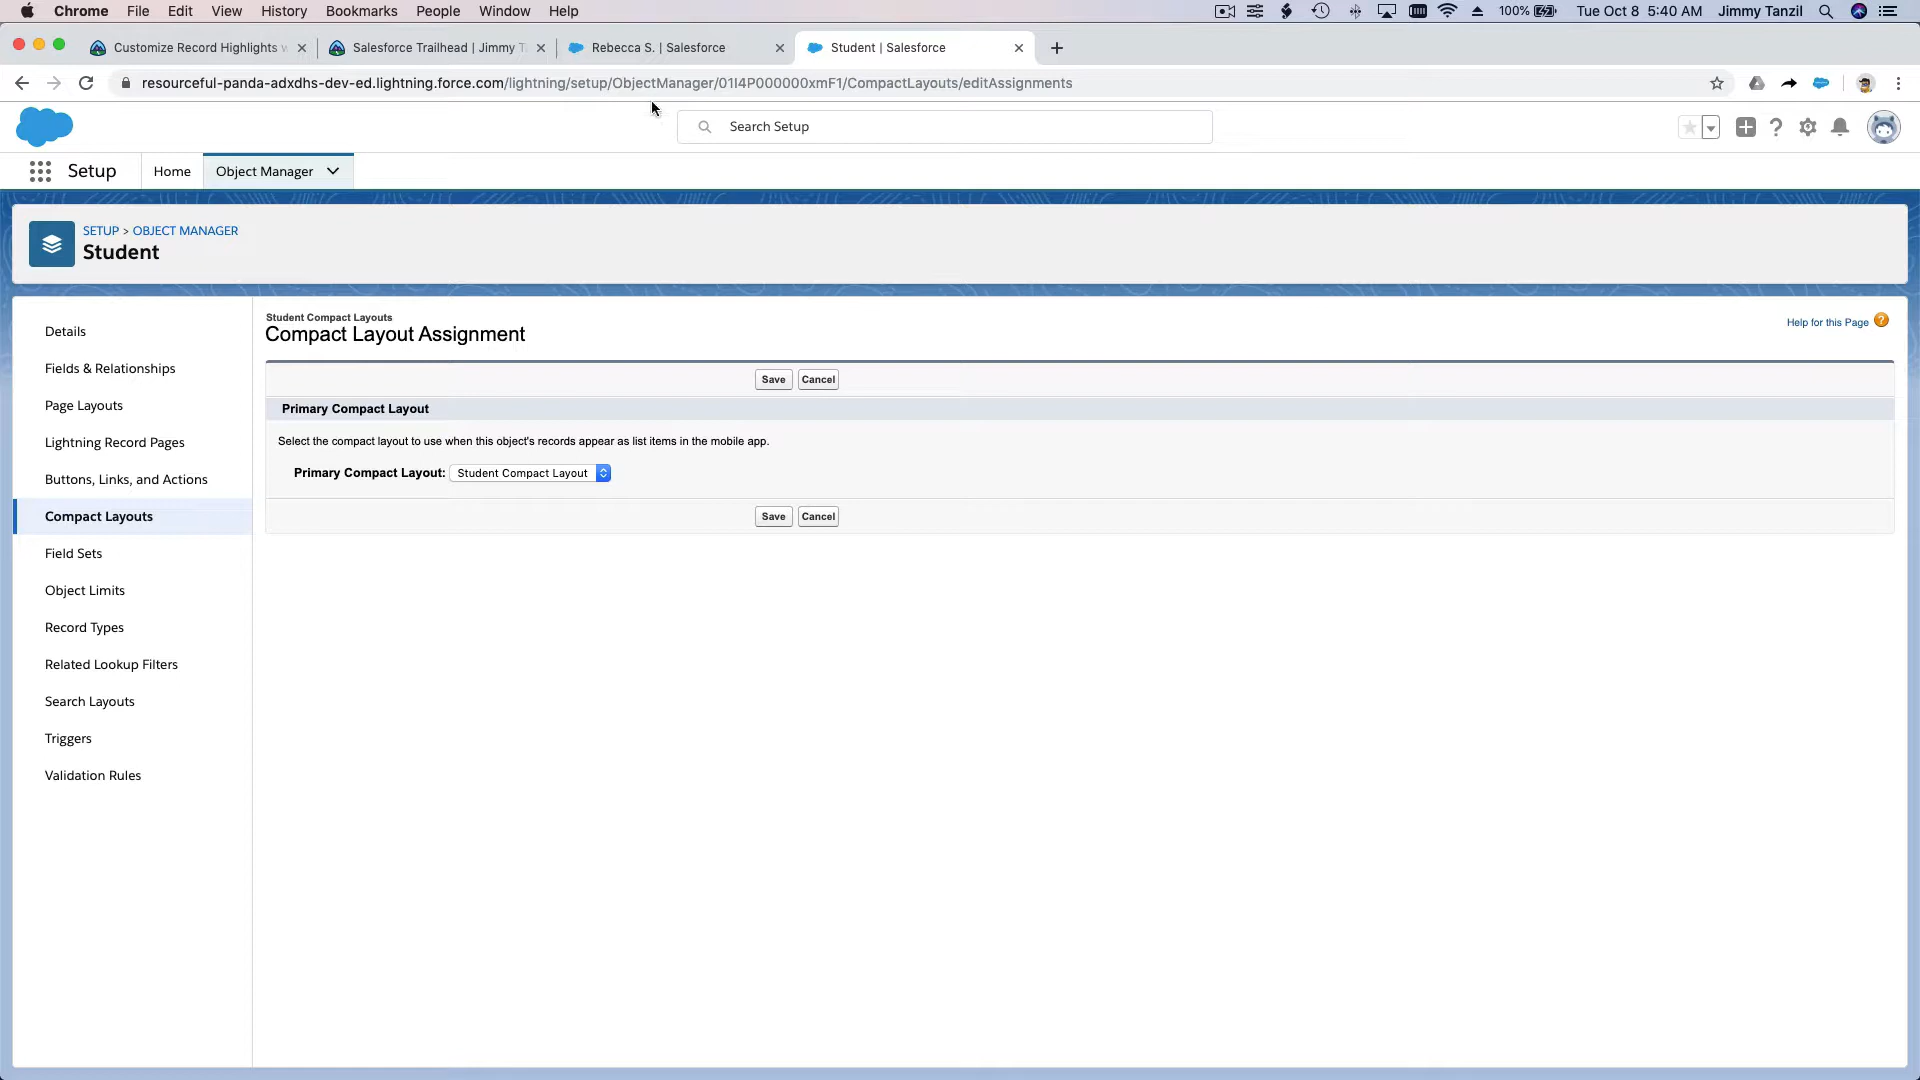 Chrome File Edit View History Bookmarks People Window Help 100% Tue Oct 8 5:40 AM Jimmy Tanzil
Customize Record Highlights Salesforce Trailhead | Jimmy T Rebecca S. | Salesforce Student | Salesforce
resourceful-panda-adxdhs-dev-ed.lightning.force.com/lightning/setup/ObjectManager/01I4P000000xmF1/CompactLayouts/editAssignments
Search Setup
Setup Home Object Manager
SETUP > OBJECT MANAGER
Student
Details
Fields & Relationships
Page Layouts
Lightning Record Pages
Buttons, Links, and Actions
Compact Layouts
Field Sets
Object Limits
Record Types
Related Lookup Filters
Search Layouts
Triggers
Validation Rules
Student Compact Layouts
Compact Layout Assignment
Help for this Page ?
Save Cancel
Primary Compact Layout
Select the compact layout to use when this object's records appear as list items in the mobile app.
Primary Compact Layout: Student Compact Layout
Save Cancel